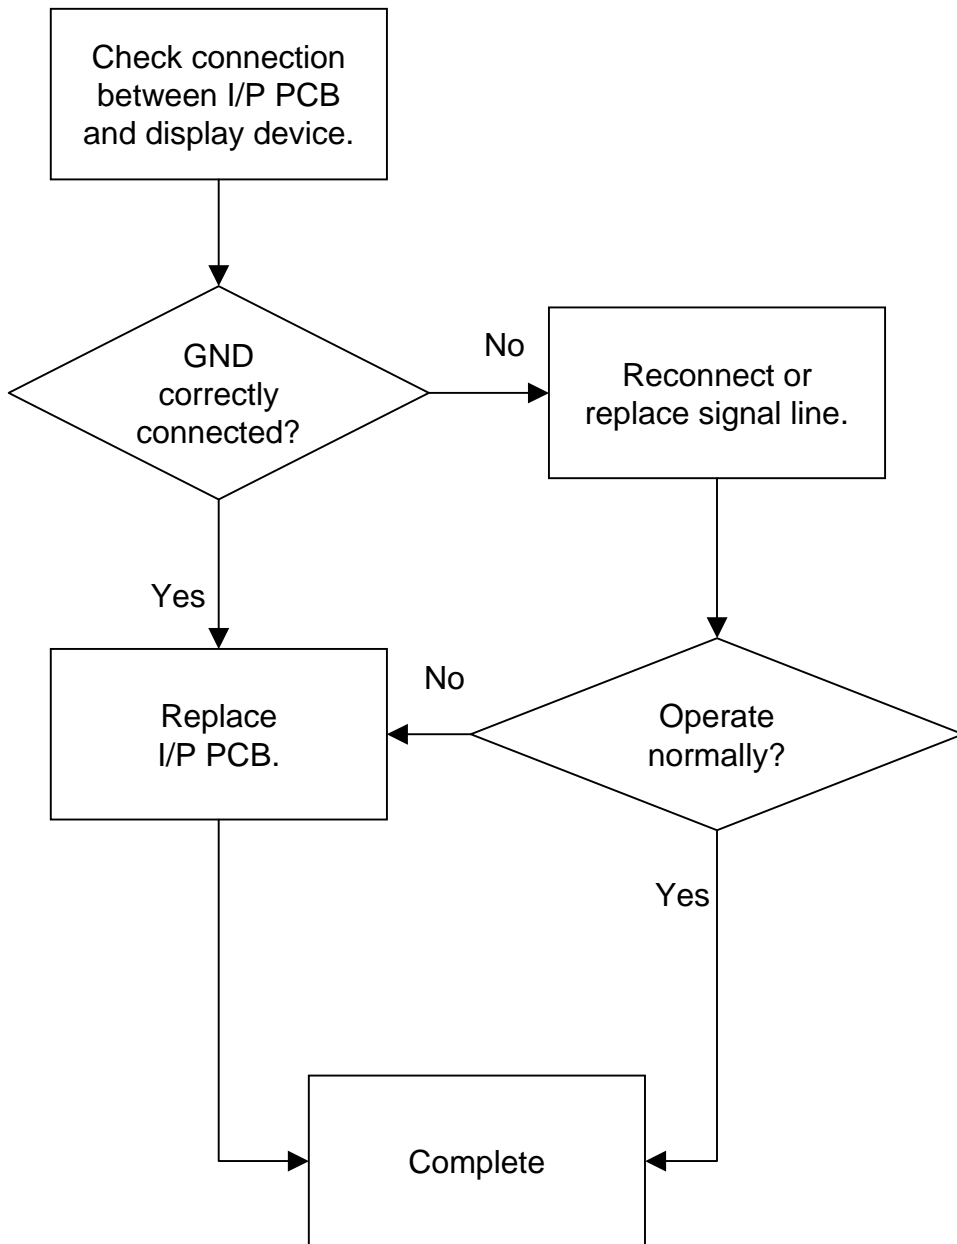 Check connection
between I/P PCB
and display device.
GND
correctly
connected?
No
Reconnect or
replace signal line.
Yes
Replace
I/P PCB.
No
Operate
normally?
Yes
Complete